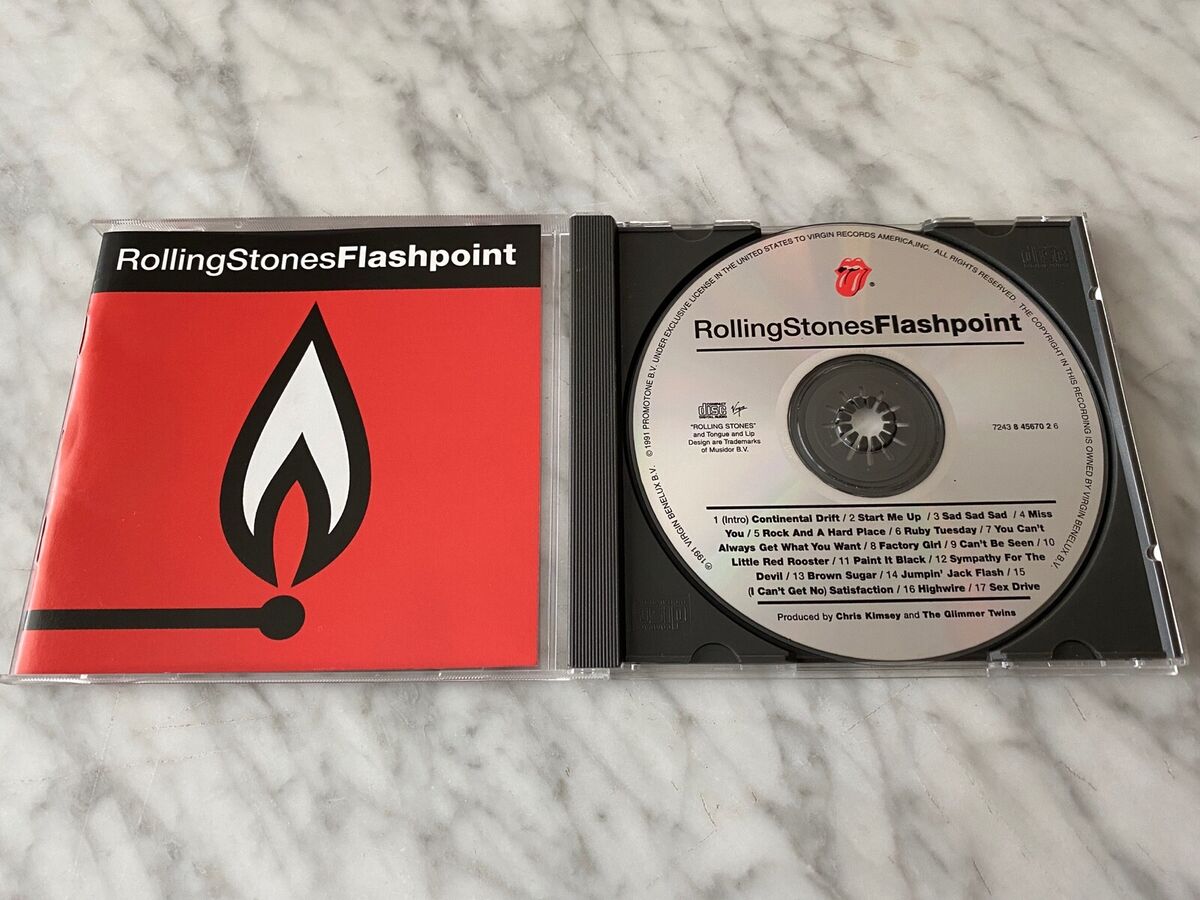 RollingStonesFlashpoint
© 1991 PROMOTONE B.V. UNDER EXCLUSIVE LICENSE IN THE UNITED STATES TO VIRGIN RECORDS AMERICA,INC. ALL RIGHTS RESERVED. THE COPYRIGHT IN THIS RECORDING IS OWNED BY VIRGIN BENELUX B.V.
℗ 1991 VIRGIN BENELUX B.V.
®
RollingStonesFlashpoint
COMPACT
disc
DIGITAL AUDIO
Virgin
"ROLLING STONES"
and Tongue and Lip
Design are Trademarks
of Musidor B.V.
7243 8 45670 2 6
1 (Intro) Continental Drift / 2 Start Me Up / 3 Sad Sad Sad / 4 Miss
You / 5 Rock And A Hard Place / 6 Ruby Tuesday / 7 You Can't
Always Get What You Want / 8 Factory Girl / 9 Can't Be Seen / 10
Little Red Rooster / 11 Paint It Black / 12 Sympathy For The
Devil / 13 Brown Sugar / 14 Jumpin' Jack Flash / 15
(I Can't Get No) Satisfaction / 16 Highwire / 17 Sex Drive
Produced by Chris Kimsey and The Glimmer Twins